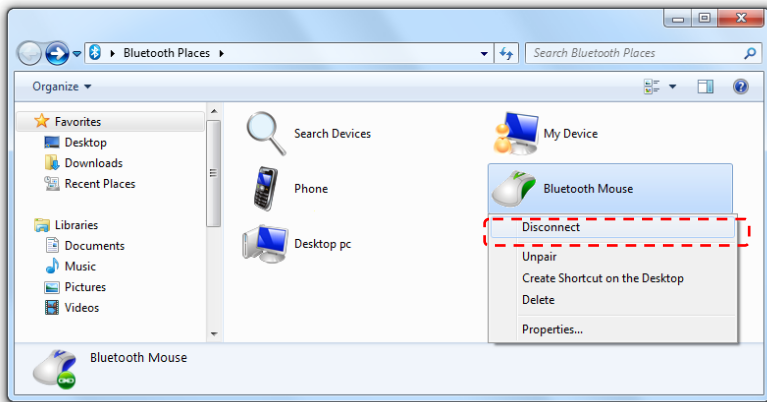 Bluetooth Places
Search Bluetooth Places
Organize
Favorites
Desktop
Downloads
Recent Places
Libraries
Documents
Music
Pictures
Videos
Search Devices
My Device
Phone
Bluetooth Mouse
Desktop pc
Disconnect
Unpair
Create Shortcut on the Desktop
Delete
Properties...
Bluetooth Mouse